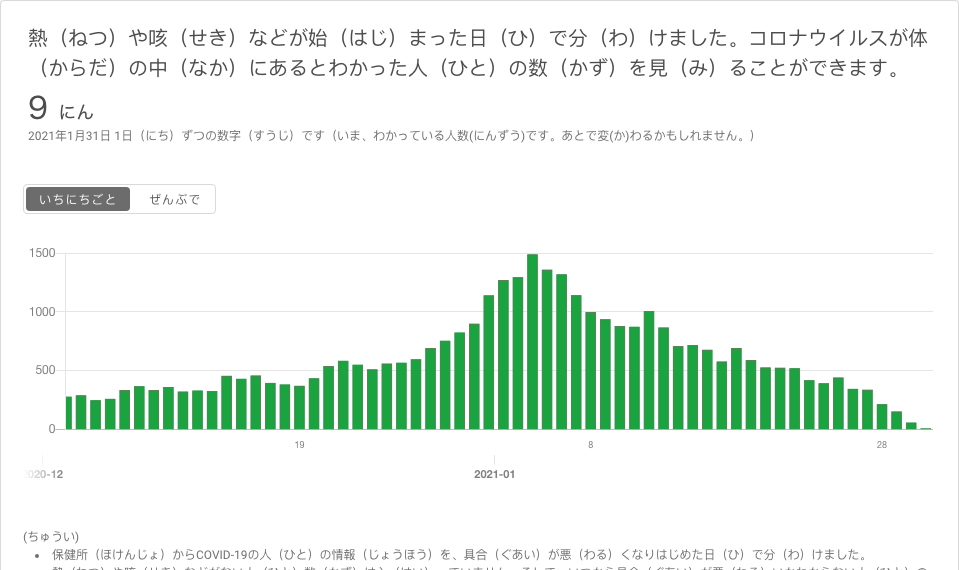 熱（ねつ）や咳（せき）などが始（はじ）まった日（ひ）で分（わ）けました。コロナウイルスが体
（からだ）の中（なか）にあるとわかった人（ひと）の数（かず）を見（み）ることができます。
9 にん
2021年1月31日 1日（にち）ずつの数字（すうじ）です（いま、わかっている人数(にんずう)です。あとで変(か)わるかもしれません。）
いちにちごと ぜんぶで
1500
1000
500
0
19 8 28
2020-12 2021-01
(ちゅうい)
• 保健所（ほけんじょ）からCOVID-19の人（ひと）の情報（じょうほう）を、具合（ぐあい）が悪（わる）くなりはじめた日（ひ）で分（わ）けました。